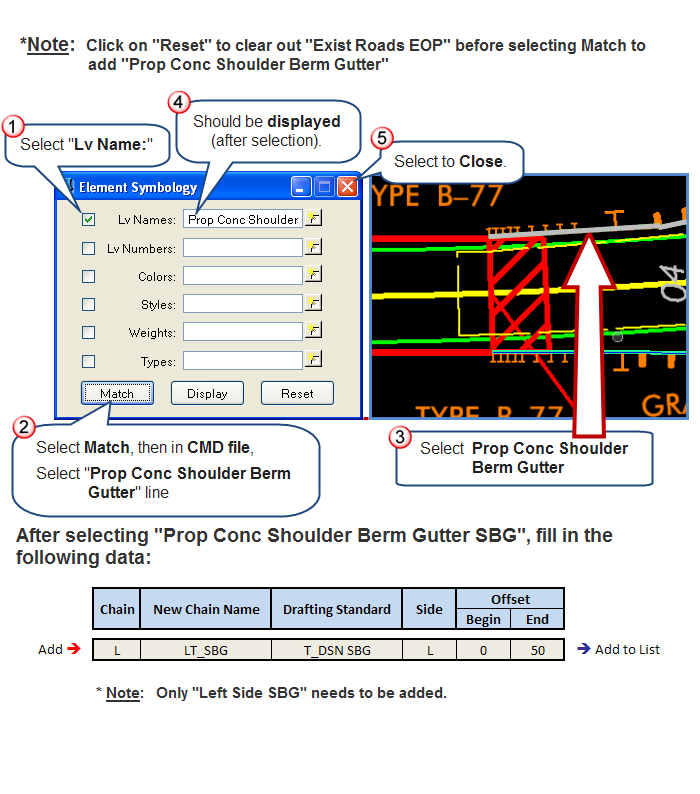 *Note: Click on "Reset" to clear out "Exist Roads EOP" before selecting Match to
add "Prop Conc Shoulder Berm Gutter"
1
Select "Lv Name:"
4
Should be displayed
(after selection).
5
Select to Close.
Element Symbology
Lv Names: Prop Conc Shoulder
Lv Numbers:
Colors:
Styles:
Weights:
Types:
Match Display Reset
YPE B-77
04
TYPE B 77
GRA
2
Select Match, then in CMD file,
Select "Prop Conc Shoulder Berm
Gutter" line
3
Select Prop Conc Shoulder
Berm Gutter
After selecting "Prop Conc Shoulder Berm Gutter SBG", fill in the
following data:
Chain New Chain Name Drafting Standard Side Offset
Begin End
Add L LT_SBG T_DSN SBG L 0 50 Add to List
* Note: Only "Left Side SBG" needs to be added.